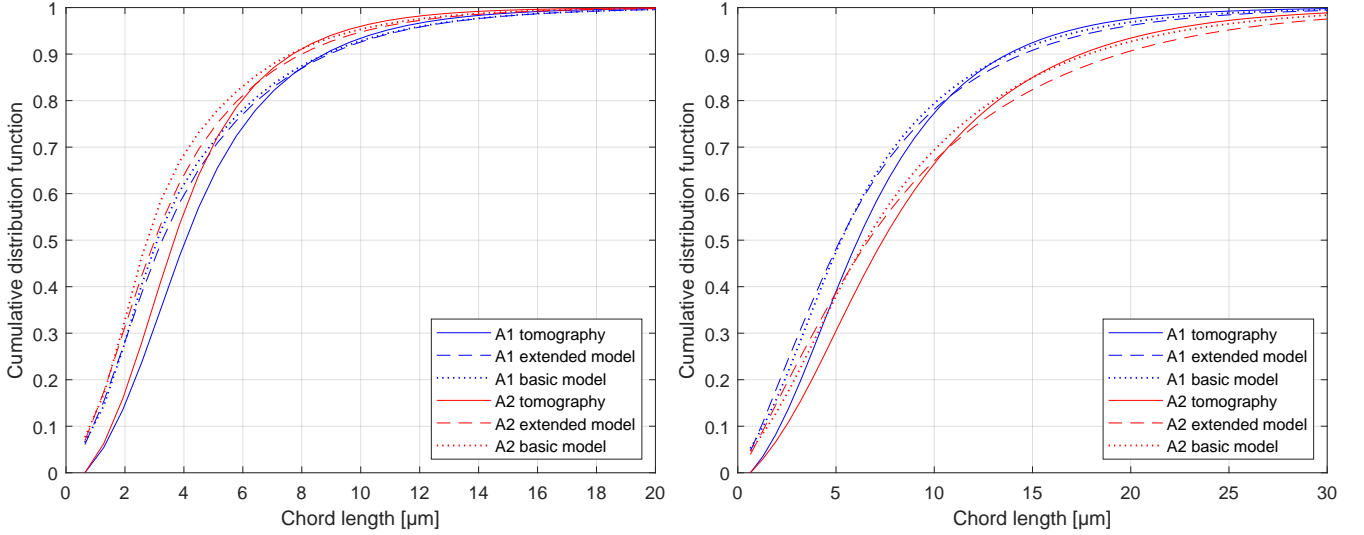 1
0.9
0.8
0.7
0.6
0.5
0.4
0.3
0.2
0.1
0
Cumulative distribution function
0 2 4 6 8 10 12 14 16 18 20
Chord length [µm]
A1 tomography
A1 extended model
A1 basic model
A2 tomography
A2 extended model
A2 basic model
1
0.9
0.8
0.7
0.6
0.5
0.4
0.3
0.2
0.1
0
Cumulative distribution function
0 5 10 15 20 25 30
Chord length [µm]
A1 tomography
A1 extended model
A1 basic model
A2 tomography
A2 extended model
A2 basic model